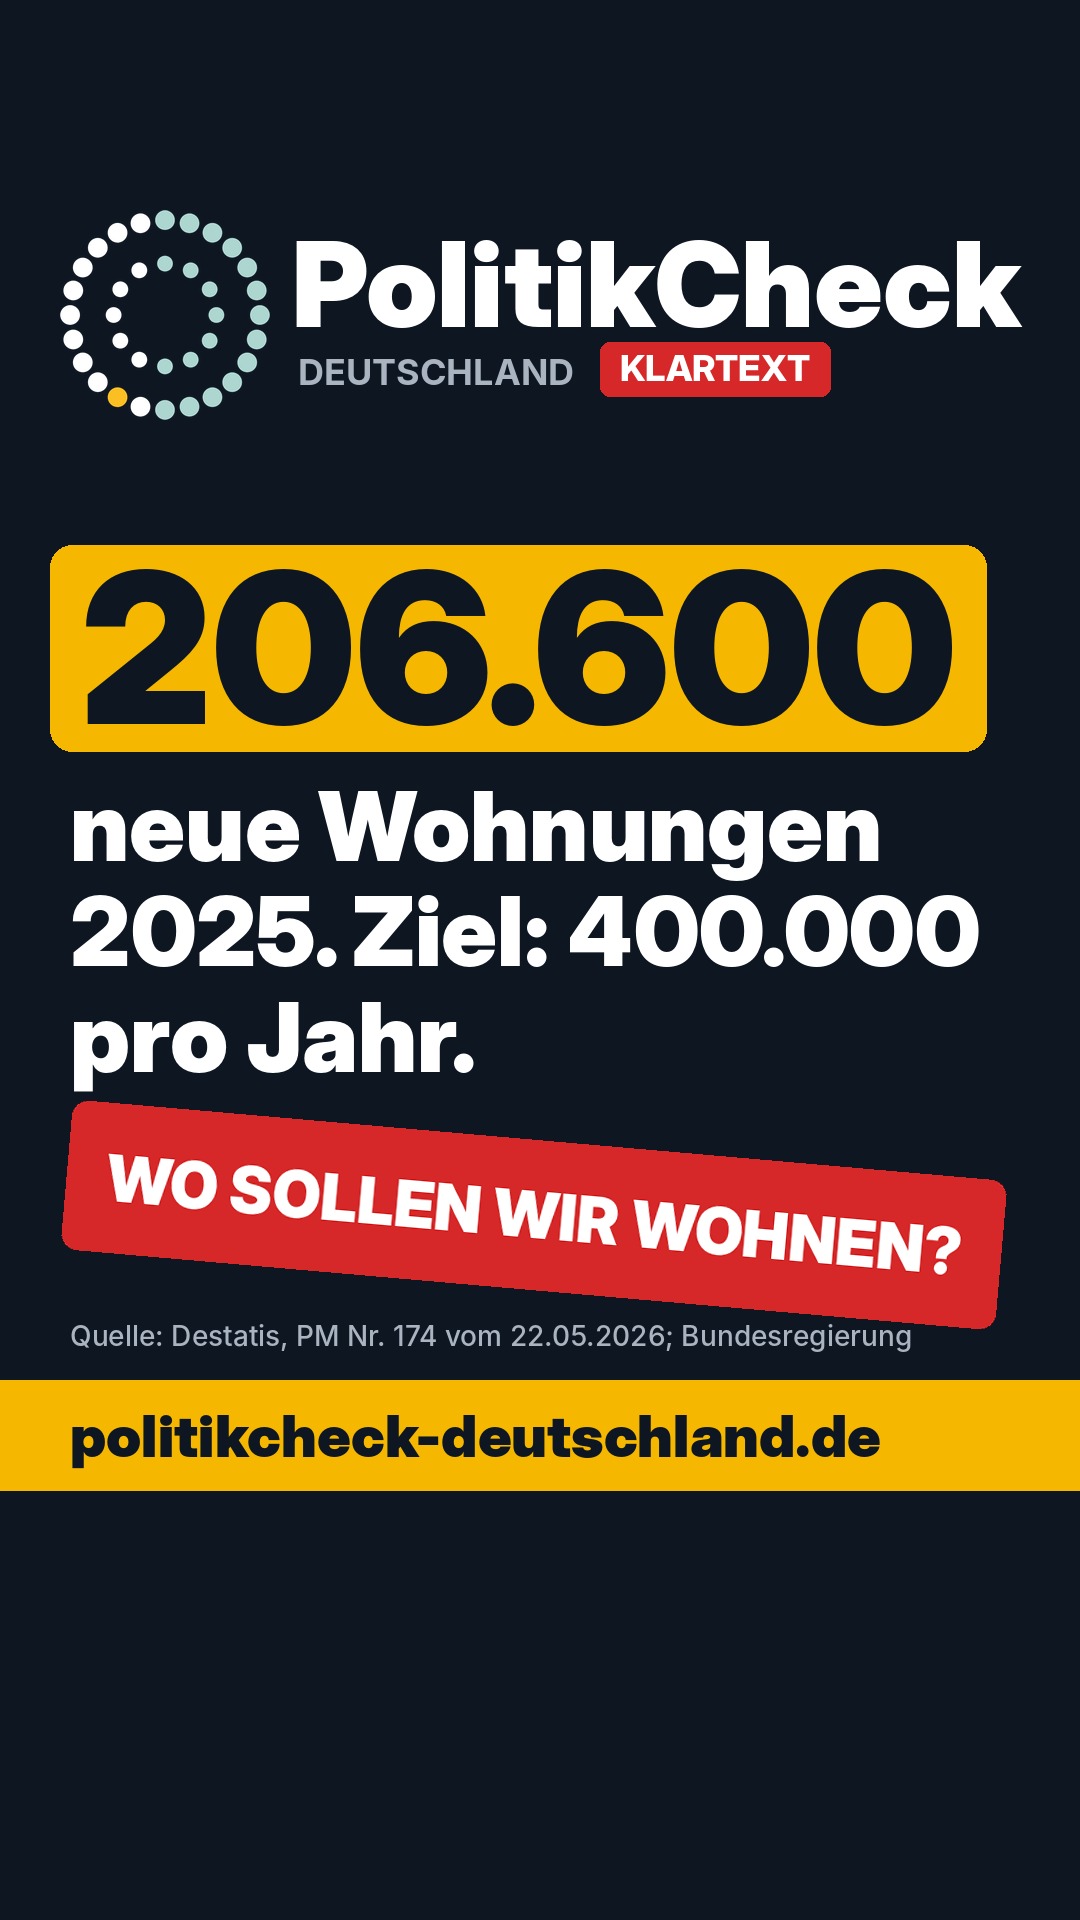 PolitikCheck
DEUTSCHLAND KLARTEXT
206.600
neue Wohnungen
2025. Ziel: 400.000
pro Jahr.
WO SOLLEN WIR WOHNEN?
Quelle: Destatis, PM Nr. 174 vom 22.05.2026; Bundesregierung
politikcheck-deutschland.de